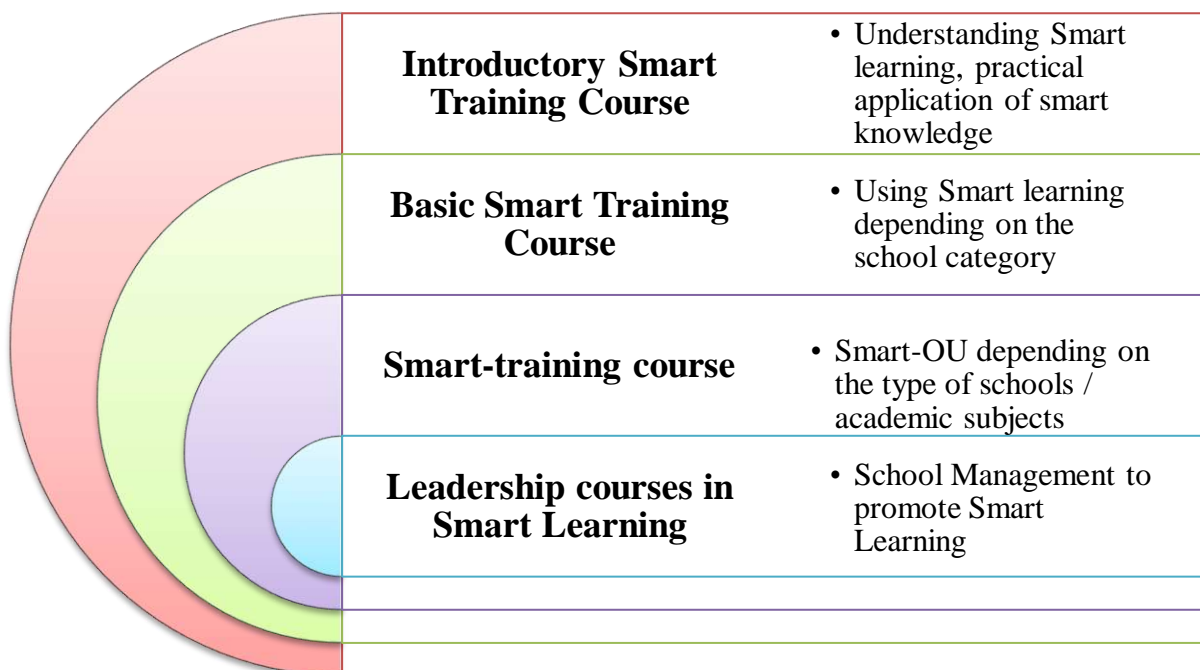 Introductory Smart
Training Course
• Understanding Smart
learning, practical
application of smart
knowledge
Basic Smart Training
Course
• Using Smart learning
depending on the
school category
Smart-training course
• Smart-OU depending on
the type of schools /
academic subjects
Leadership courses in
Smart Learning
• School Management to
promote Smart
Learning